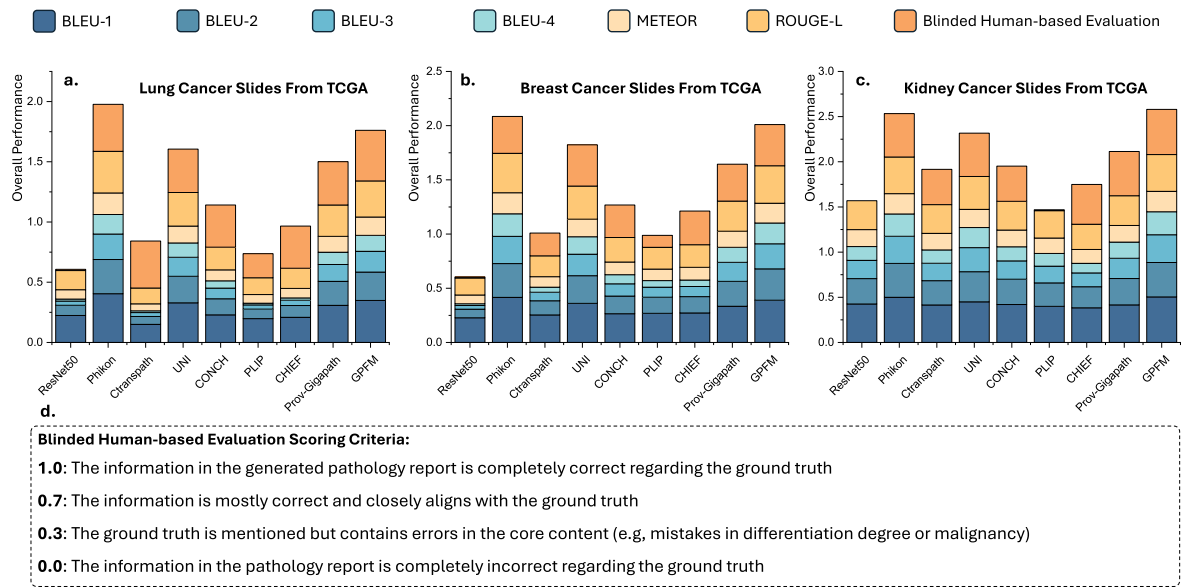 BLEU-1 BLEU-2 BLEU-3 BLEU-4 METEOR ROUGE-L Blinded Human-based Evaluation
a. Lung Cancer Slides From TCGA
Overall Performance
2.0
1.5
1.0
0.5
0.0
ResNet50 Phikon Ctranspath UNI CONCH PLIP CHIEF Prov-Gigapath GPFM
b. Breast Cancer Slides From TCGA
Overall Performance
2.5
2.0
1.5
1.0
0.5
0.0
ResNet50 Phikon Ctranspath UNI CONCH PLIP CHIEF Prov-Gigapath GPFM
c. Kidney Cancer Slides From TCGA
Overall Performance
3.0
2.5
2.0
1.5
1.0
0.5
0.0
ResNet50 Phikon Ctranspath UNI CONCH PLIP CHIEF Prov-Gigapath GPFM
d.
Blinded Human-based Evaluation Scoring Criteria:
1.0: The information in the generated pathology report is completely correct regarding the ground truth
0.7: The information is mostly correct and closely aligns with the ground truth
0.3: The ground truth is mentioned but contains errors in the core content (e.g, mistakes in differentiation degree or malignancy)
0.0: The information in the pathology report is completely incorrect regarding the ground truth